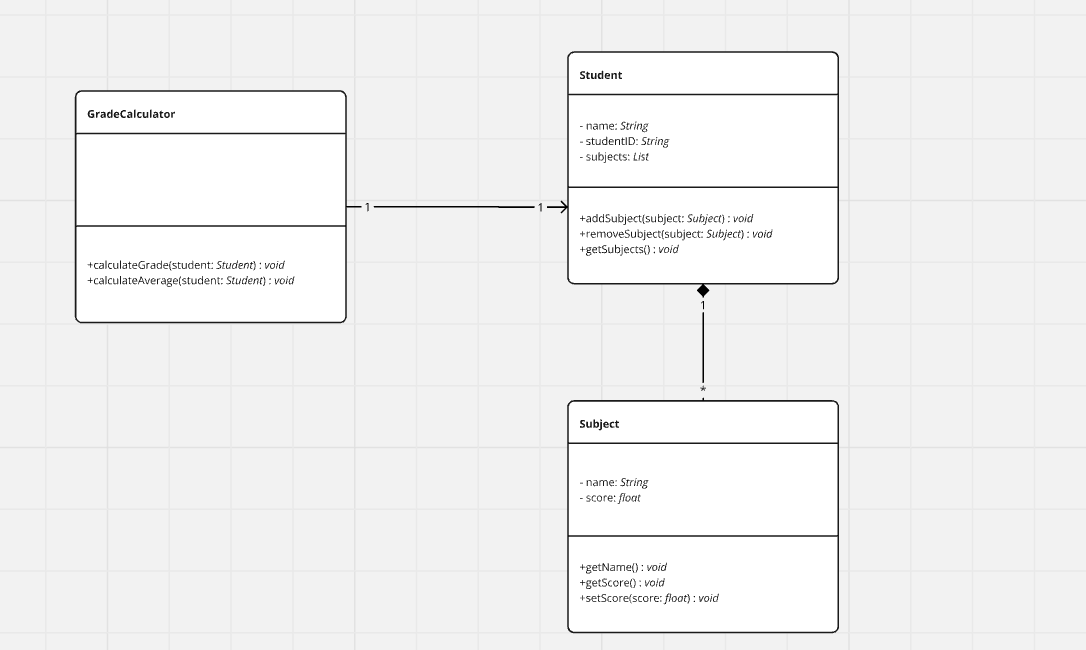 GradeCalculator
+calculateGrade(student: Student) : void
+calculateAverage(student: Student) : void
1
1
Student
- name: String
- studentID: String
- subjects: List
+addSubject(subject: Subject) : void
+removeSubject(subject: Subject) : void
+getSubjects() : void
1
*
Subject
- name: String
- score: float
+getName() : void
+getScore() : void
+setScore(score: float) : void